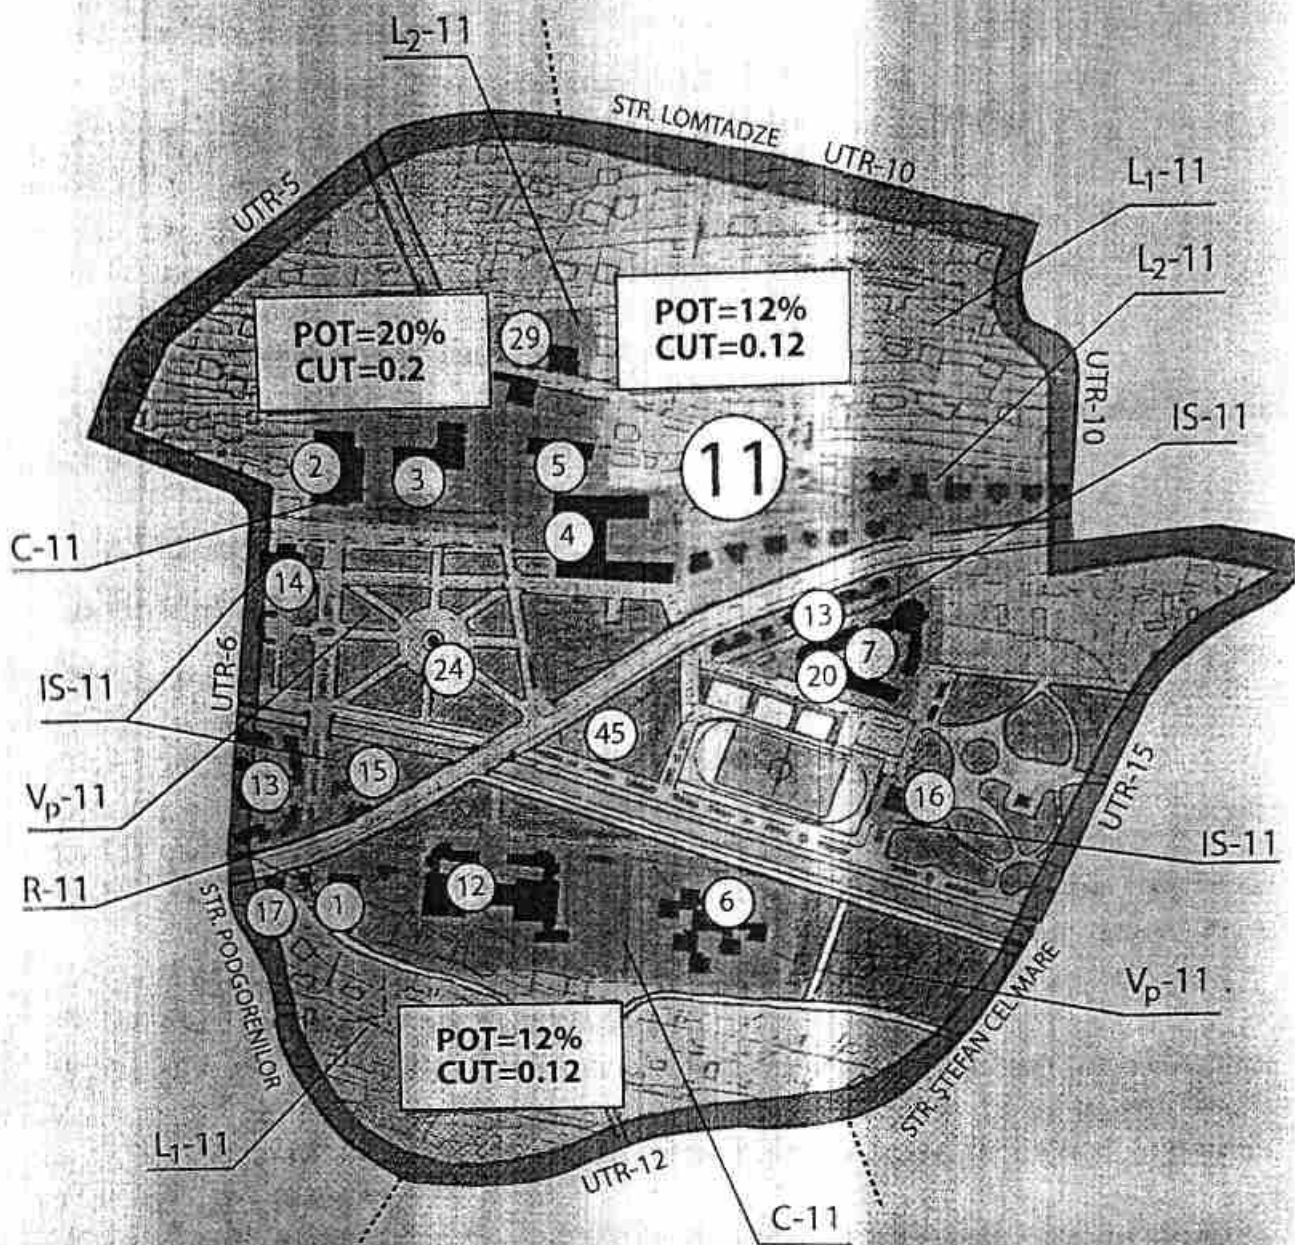 L₂-11
STR. LOMTADZE
UTR-10
UTR-5
L₁-11
L₂-11
POT=20%
CUT=0.2
29
POT=12%
CUT=0.12
UTR-10
IS-11
2
3
5
11
4
C-11
14
13
7
20
24
UTR-6
IS-11
45
15
13
16
UTR-15
Vp-11
IS-11
R-11
17
1
12
6
STR. PODGORENILOR
Vp-11
STR. ŞTEFAN CEL MARE
POT=12%
CUT=0.12
L₁-11
UTR-12
C-11